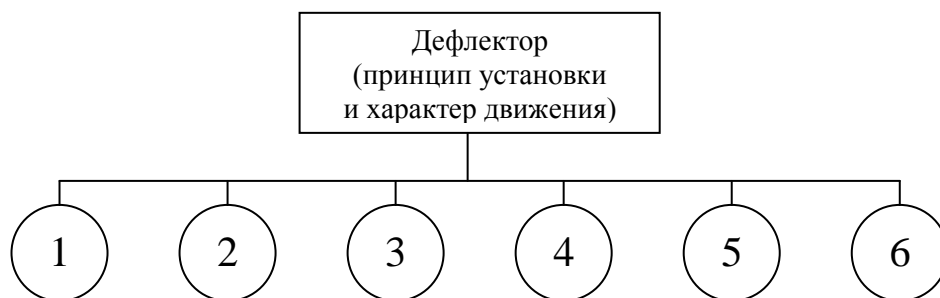 Дефлектор
(принцип установки
и характер движения)
1 2 3 4 5 6